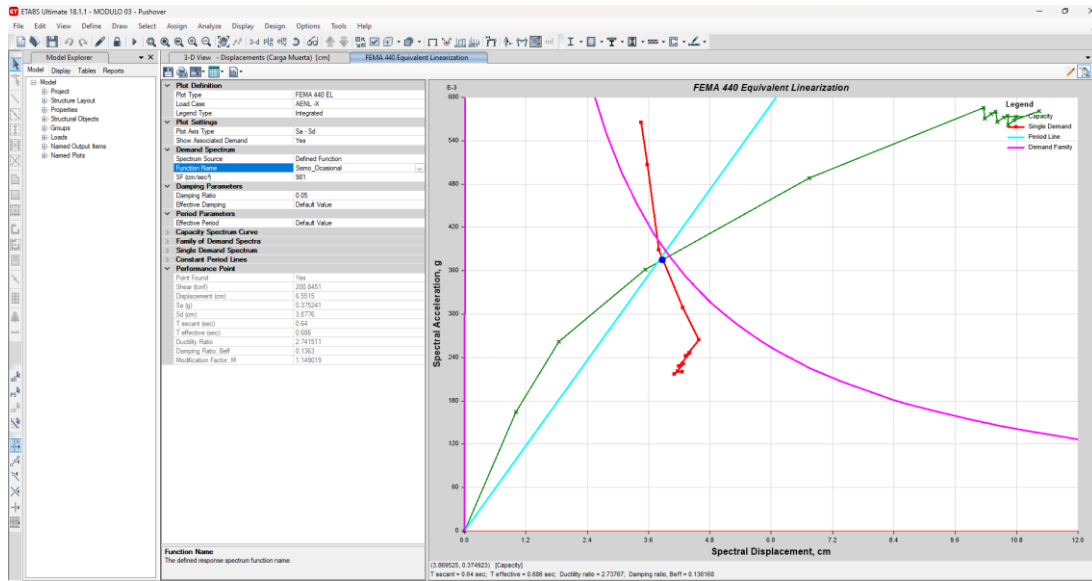 ETABS Ultimate 18.1.1 - MODULO 03 - Pushover
File Edit View Define Draw Select Assign Analyze Display Design Options Tools Help
Model Explorer
3-D View - Displacements (Carga Muerta) [cm]
FEMA 440 Equivalent Linearization
Model Display Tables Reports
Model
Project
Structure Layout
Properties
Structural Objects
Groups
Loads
Named Output Items
Named Plots
Plot Definition
Plot Type FEMA 440 EL
Load Case AENL -X
Legend Type Integrated
Plot Settings
Plot Axis Type Sa - Sd
Show Associated Demand Yes
Demand Spectrum
Spectrum Source Defined Function
Function Name Sismo_Ocasional
SF (cm/sec²) 981
Damping Parameters
Damping Ratio 0.05
Effective Damping Default Value
Period Parameters
Effective Period Default Value
Capacity Spectrum Curve
Family of Demand Spectra
Single Demand Spectrum
Constant Period Lines
Performance Point
Point Found Yes
Shear (tonf) 200.8451
Displacement (cm) 6.5515
Sa (g) 0.375241
Sd (cm) 3.8776
T secant (sec) 0.64
T effective (sec) 0.686
Ductility Ratio 2.741511
Damping Ratio, Beff 0.1363
Modification Factor, M 1.149019
Function Name
The defined response spectrum function name.
E-3
FEMA 440 Equivalent Linearization
Legend
Capacity
Single Demand
Period Line
Demand Family
Spectral Acceleration, g
600
540
480
420
360
300
240
180
120
60
0
0.0 1.2 2.4 3.6 4.8 6.0 7.2 8.4 9.6 10.8 12.0
Spectral Displacement, cm
(3.869525, 0.374923) [Capacity]
T secant = 0.64 sec; T effective = 0.686 sec; Ductility ratio = 2.73767; Damping ratio, Beff = 0.136168